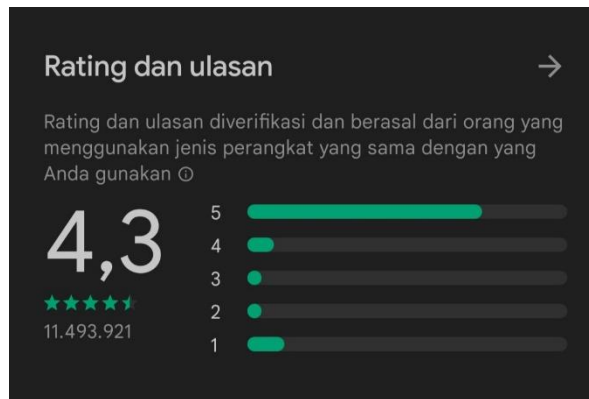 Rating dan ulasan
Rating dan ulasan diverifikasi dan berasal dari orang yang
menggunakan jenis perangkat yang sama dengan yang
Anda gunakan
4,3
11.493.921
5
4
3
2
1